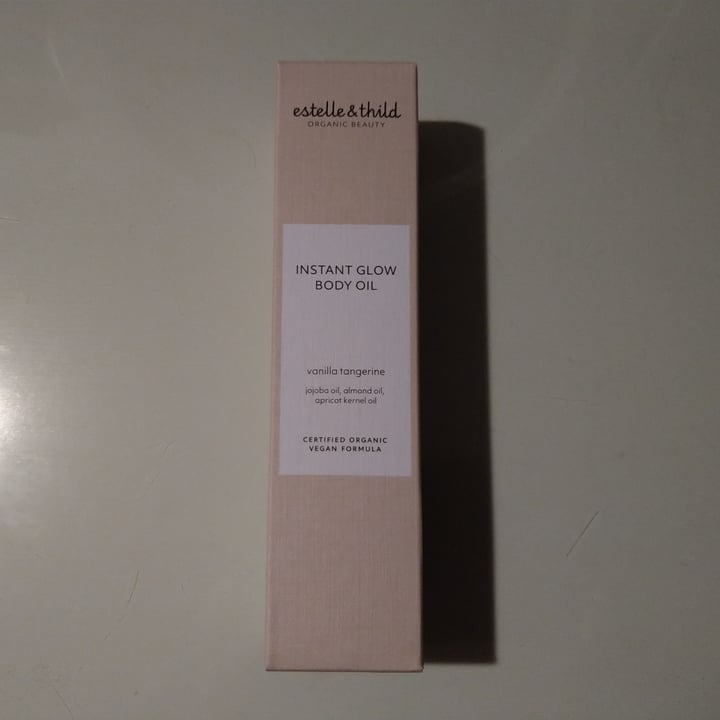 estelle & thild
ORGANIC BEAUTY
INSTANT GLOW
BODY OIL
vanilla tangerine
jojoba oil, almond oil,
apricot kernel oil
CERTIFIED ORGANIC
VEGAN FORMULA